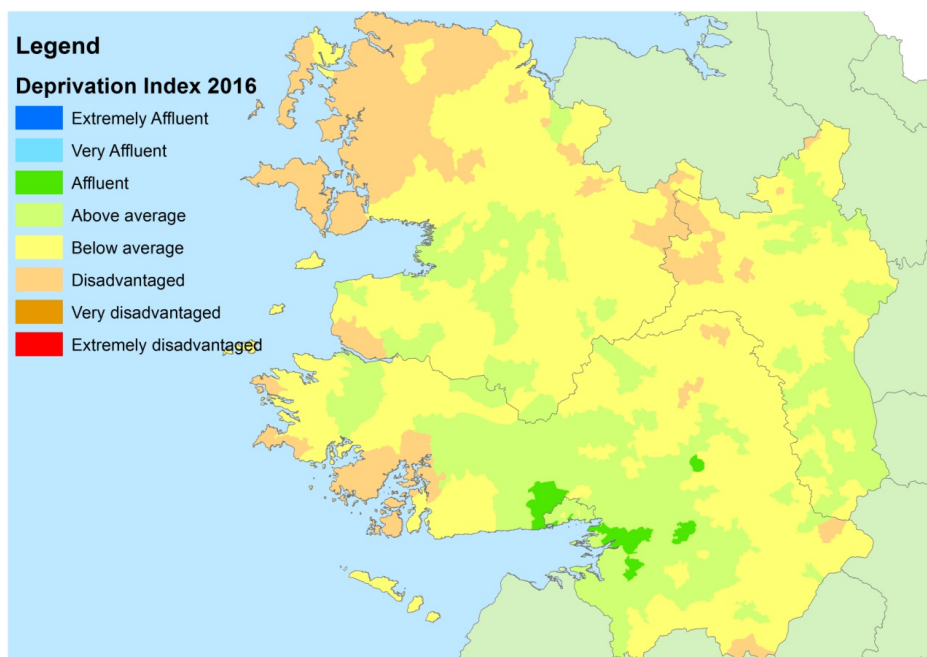 Legend
Deprivation Index 2016
Extremely Affluent
Very Affluent
Affluent
Above average
Below average
Disadvantaged
Very disadvantaged
Extremely disadvantaged